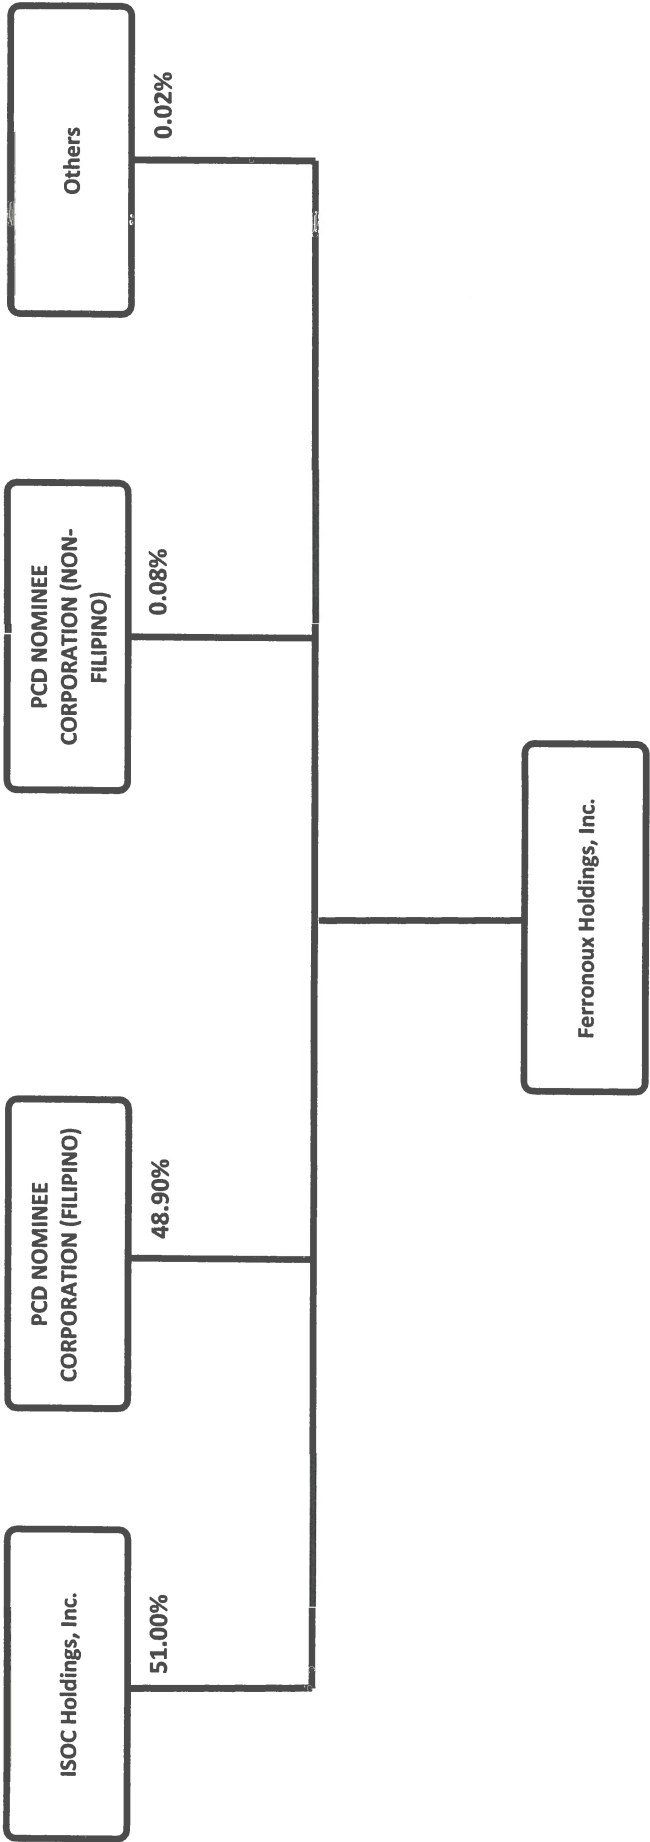 ISOC Holdings, Inc.
51.00%
PCD NOMINEE
CORPORATION (FILIPINO)
48.90%
PCD NOMINEE
CORPORATION (NON-
FILIPINO)
0.08%
Others
0.02%
Ferronoux Holdings, Inc.